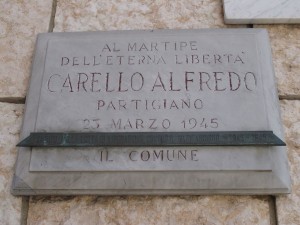 AL MARTIRE
DELL'ETERNA LIBERTA'
CARELLO ALFREDO
PARTIGIANO
23 MARZO 1945
IL COMUNE